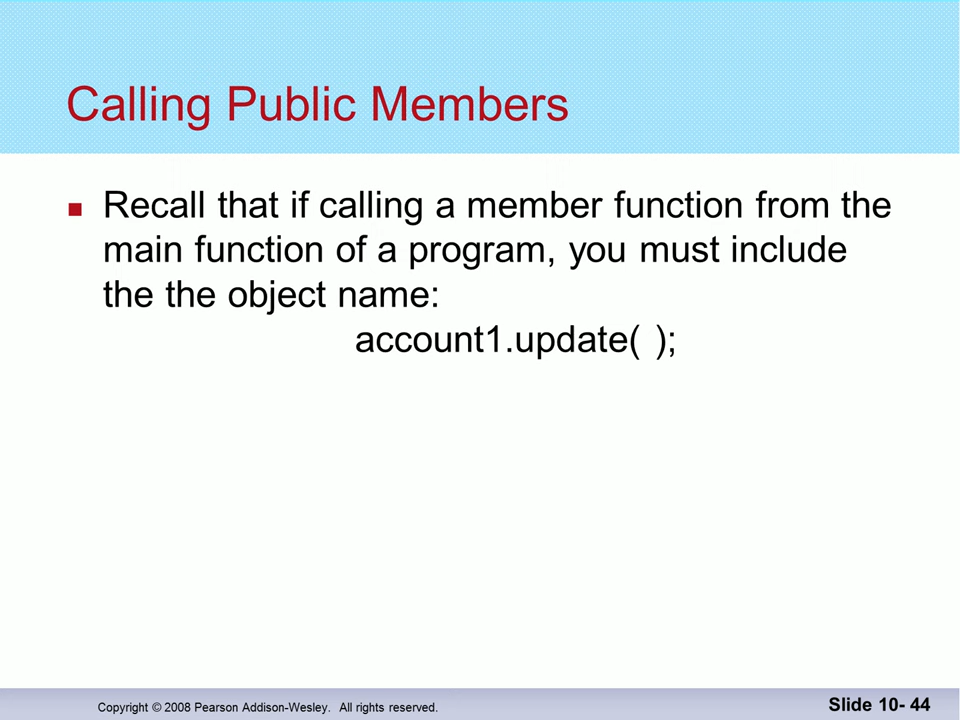 Calling Public Members
Recall that if calling a member function from the
main function of a program, you must include
the the object name:
account1.update( );
Copyright © 2008 Pearson Addison-Wesley. All rights reserved.
Slide 10- 44